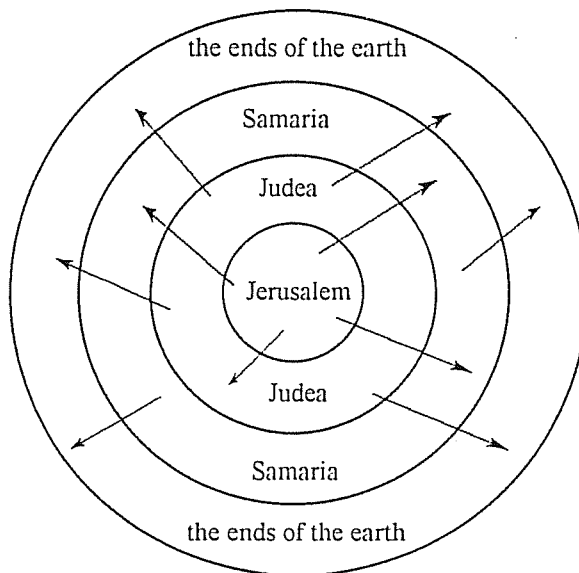 the ends of the earth
Samaria
Judea
Jerusalem
Judea
Samaria
the ends of the earth